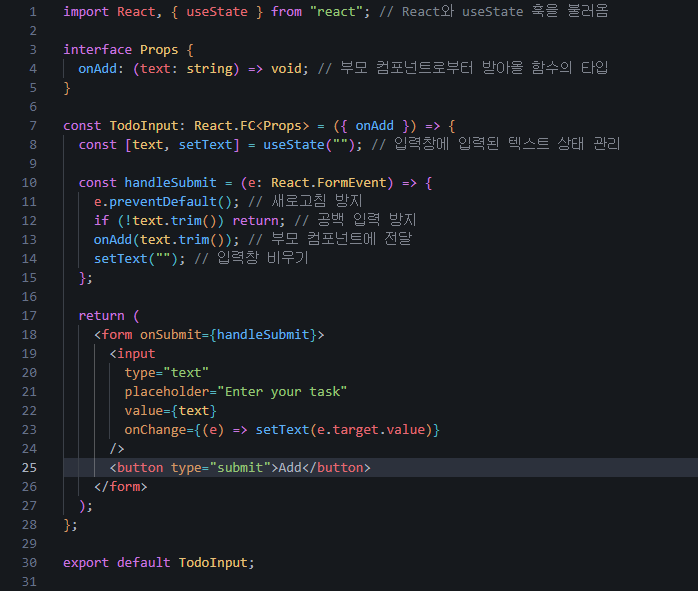 1 import React, { useState } from "react"; // React와 useState 훅을 불러옴
2
3 interface Props {
4   onAdd: (text: string) => void; // 부모 컴포넌트로부터 받아올 함수의 타입
5 }
6
7 const TodoInput: React.FC<Props> = ({ onAdd }) => {
8   const [text, setText] = useState(""); // 입력창에 입력된 텍스트 상태 관리
9
10   const handleSubmit = (e: React.FormEvent) => {
11     e.preventDefault(); // 새로고침 방지
12     if (!text.trim()) return; // 공백 입력 방지
13     onAdd(text.trim()); // 부모 컴포넌트에 전달
14     setText(""); // 입력창 비우기
15   };
16
17   return (
18     <form onSubmit={handleSubmit}>
19       <input
20         type="text"
21         placeholder="Enter your task"
22         value={text}
23         onChange={(e) => setText(e.target.value)}
24       />
25       <button type="submit">Add</button>
26     </form>
27   );
28 };
29
30 export default TodoInput;
31